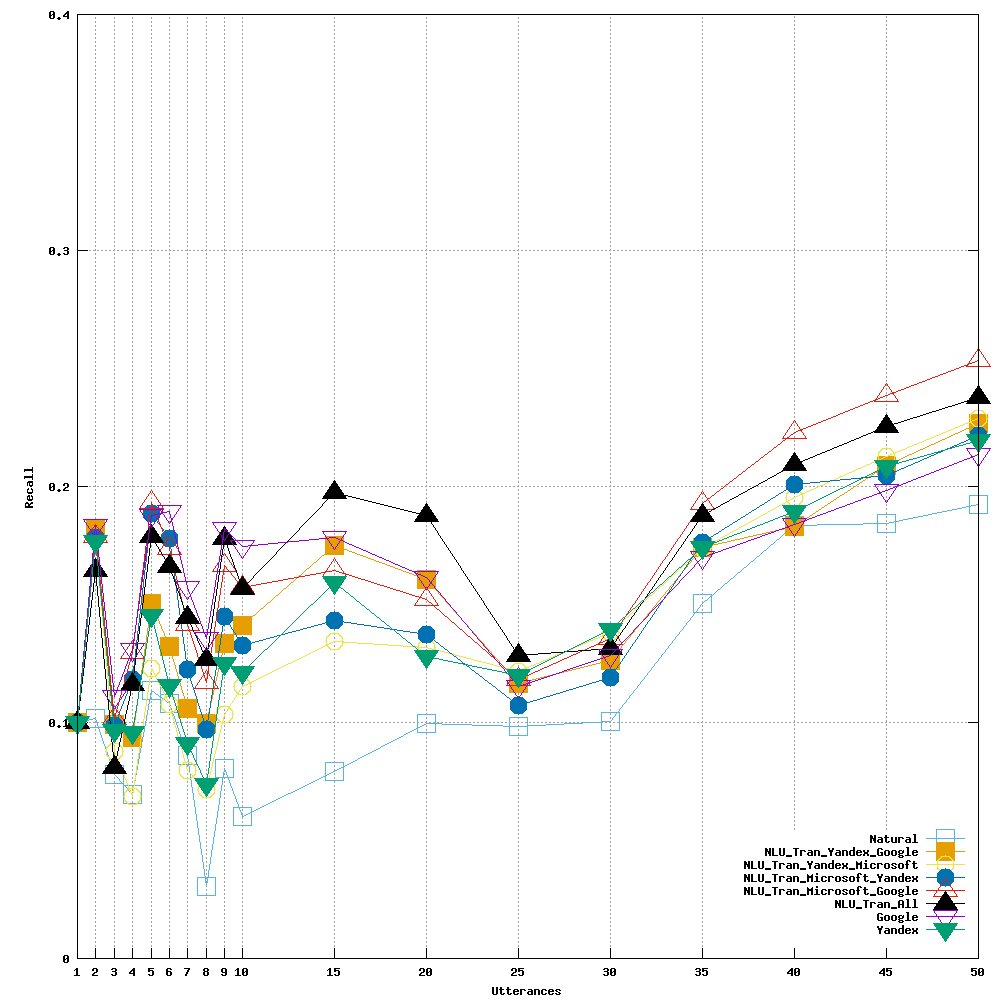 0.4
0.3
0.2
0.1
0
Recall
Natural
NLU_Tran_Yandex_Google
NLU_Tran_Yandex_Microsoft
NLU_Tran_Microsoft_Yandex
NLU_Tran_Microsoft_Google
NLU_Tran_All
Google
Yandex
1 2 3 4 5 6 7 8 9 10 15 20 25 30 35 40 45 50
Utterances